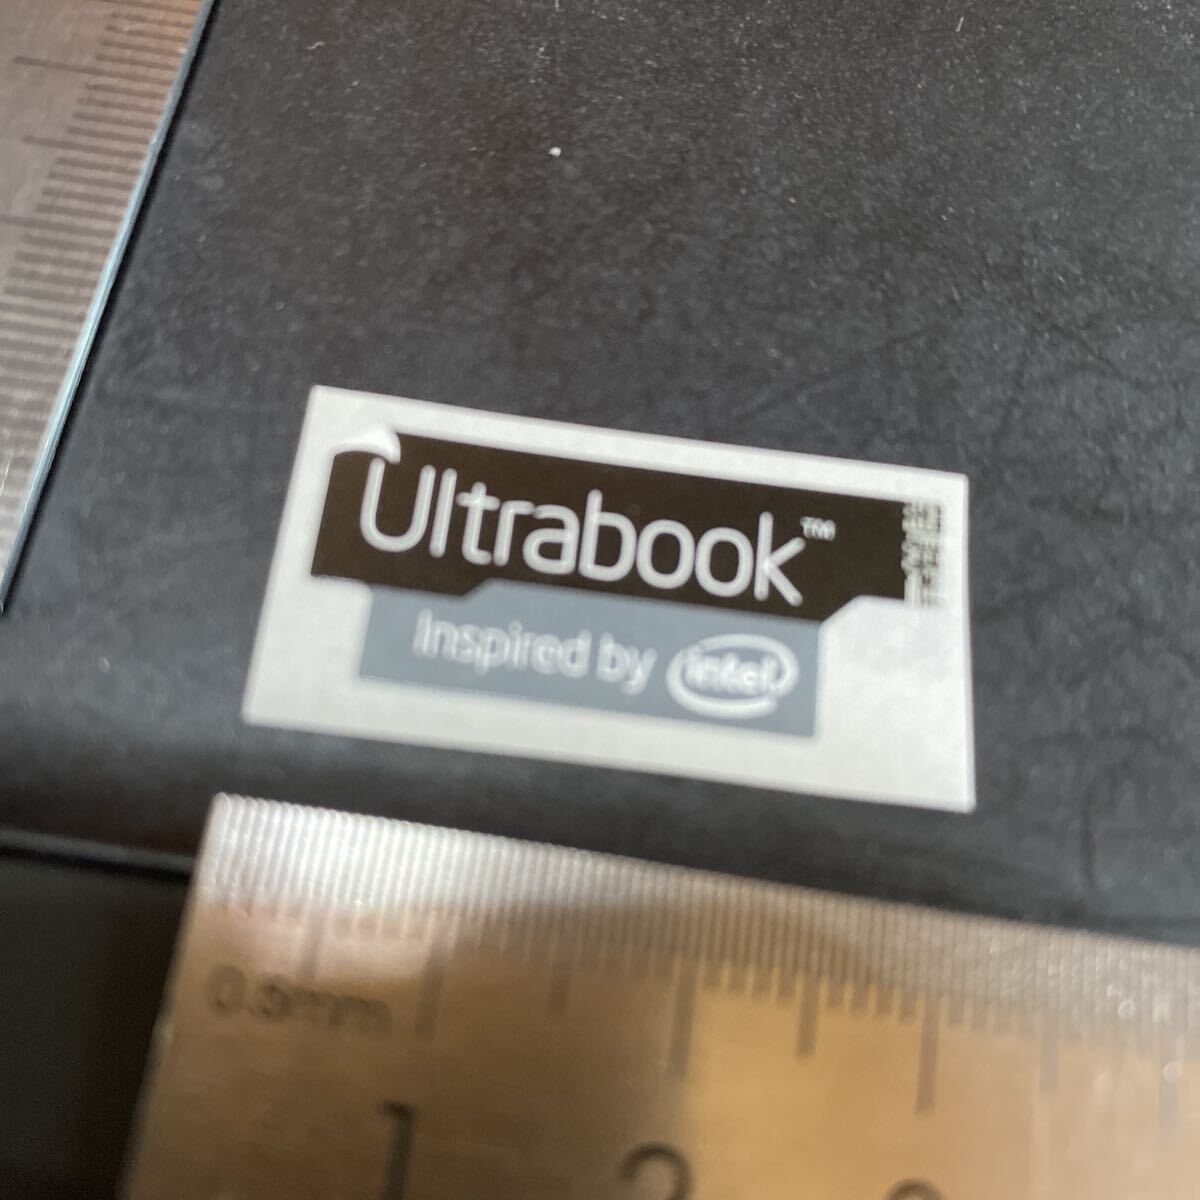 Ultrabook™
Inspired by intel
0.5mm
1 2